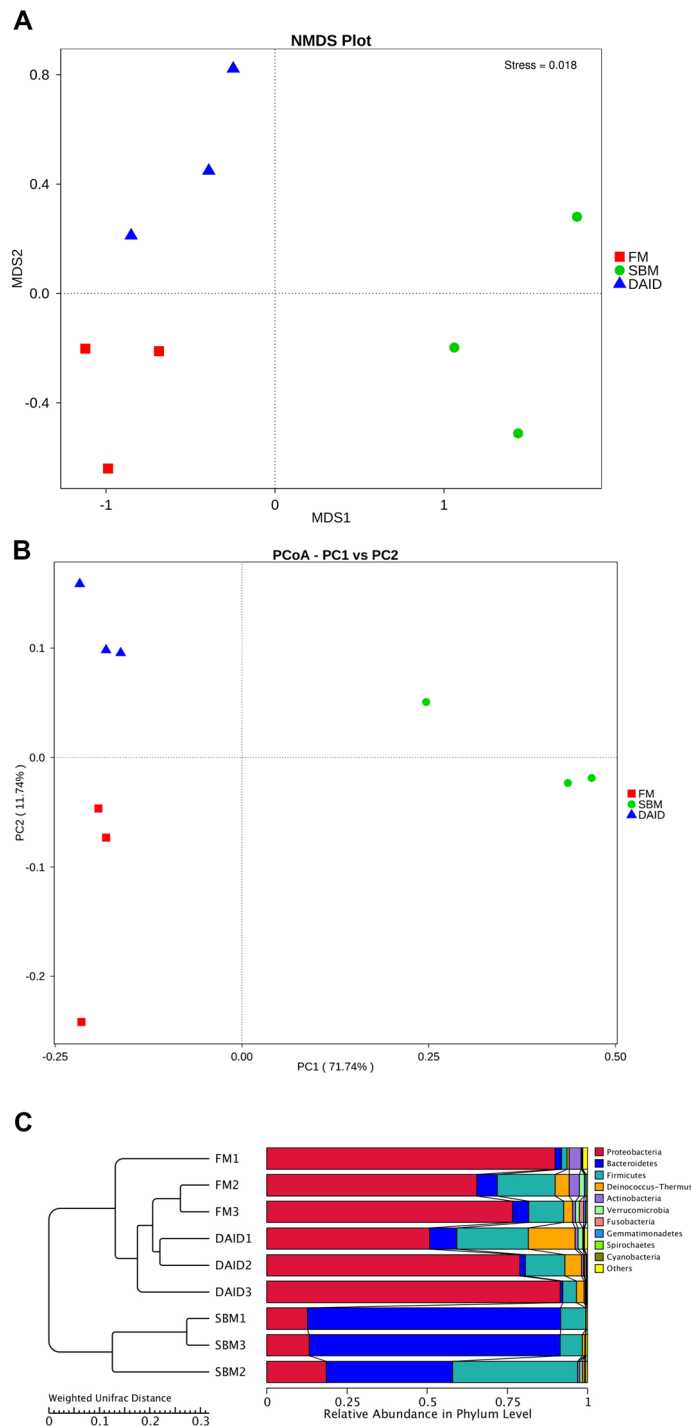 A
NMDS Plot
Stress = 0.018
0.8
0.4
0.0
-0.4
MDS2
-1
0
1
MDS1
FM
SBM
DAID
B
PCoA - PC1 vs PC2
0.1
0.0
-0.1
-0.2
PC2 ( 11.74% )
-0.25
0.00
0.25
0.50
PC1 ( 71.74% )
FM
SBM
DAID
C
FM1
FM2
FM3
DAID1
DAID2
DAID3
SBM1
SBM3
SBM2
Proteobacteria
Bacteroidetes
Firmicutes
Deinococcus-Thermus
Actinobacteria
Verrucomicrobia
Fusobacteria
Gemmatimonadetes
Spirochaetes
Cyanobacteria
Others
Weighted Unifrac Distance
0
0.1
0.2
0.3
0
0.25
0.5
0.75
1
Relative Abundance in Phylum Level